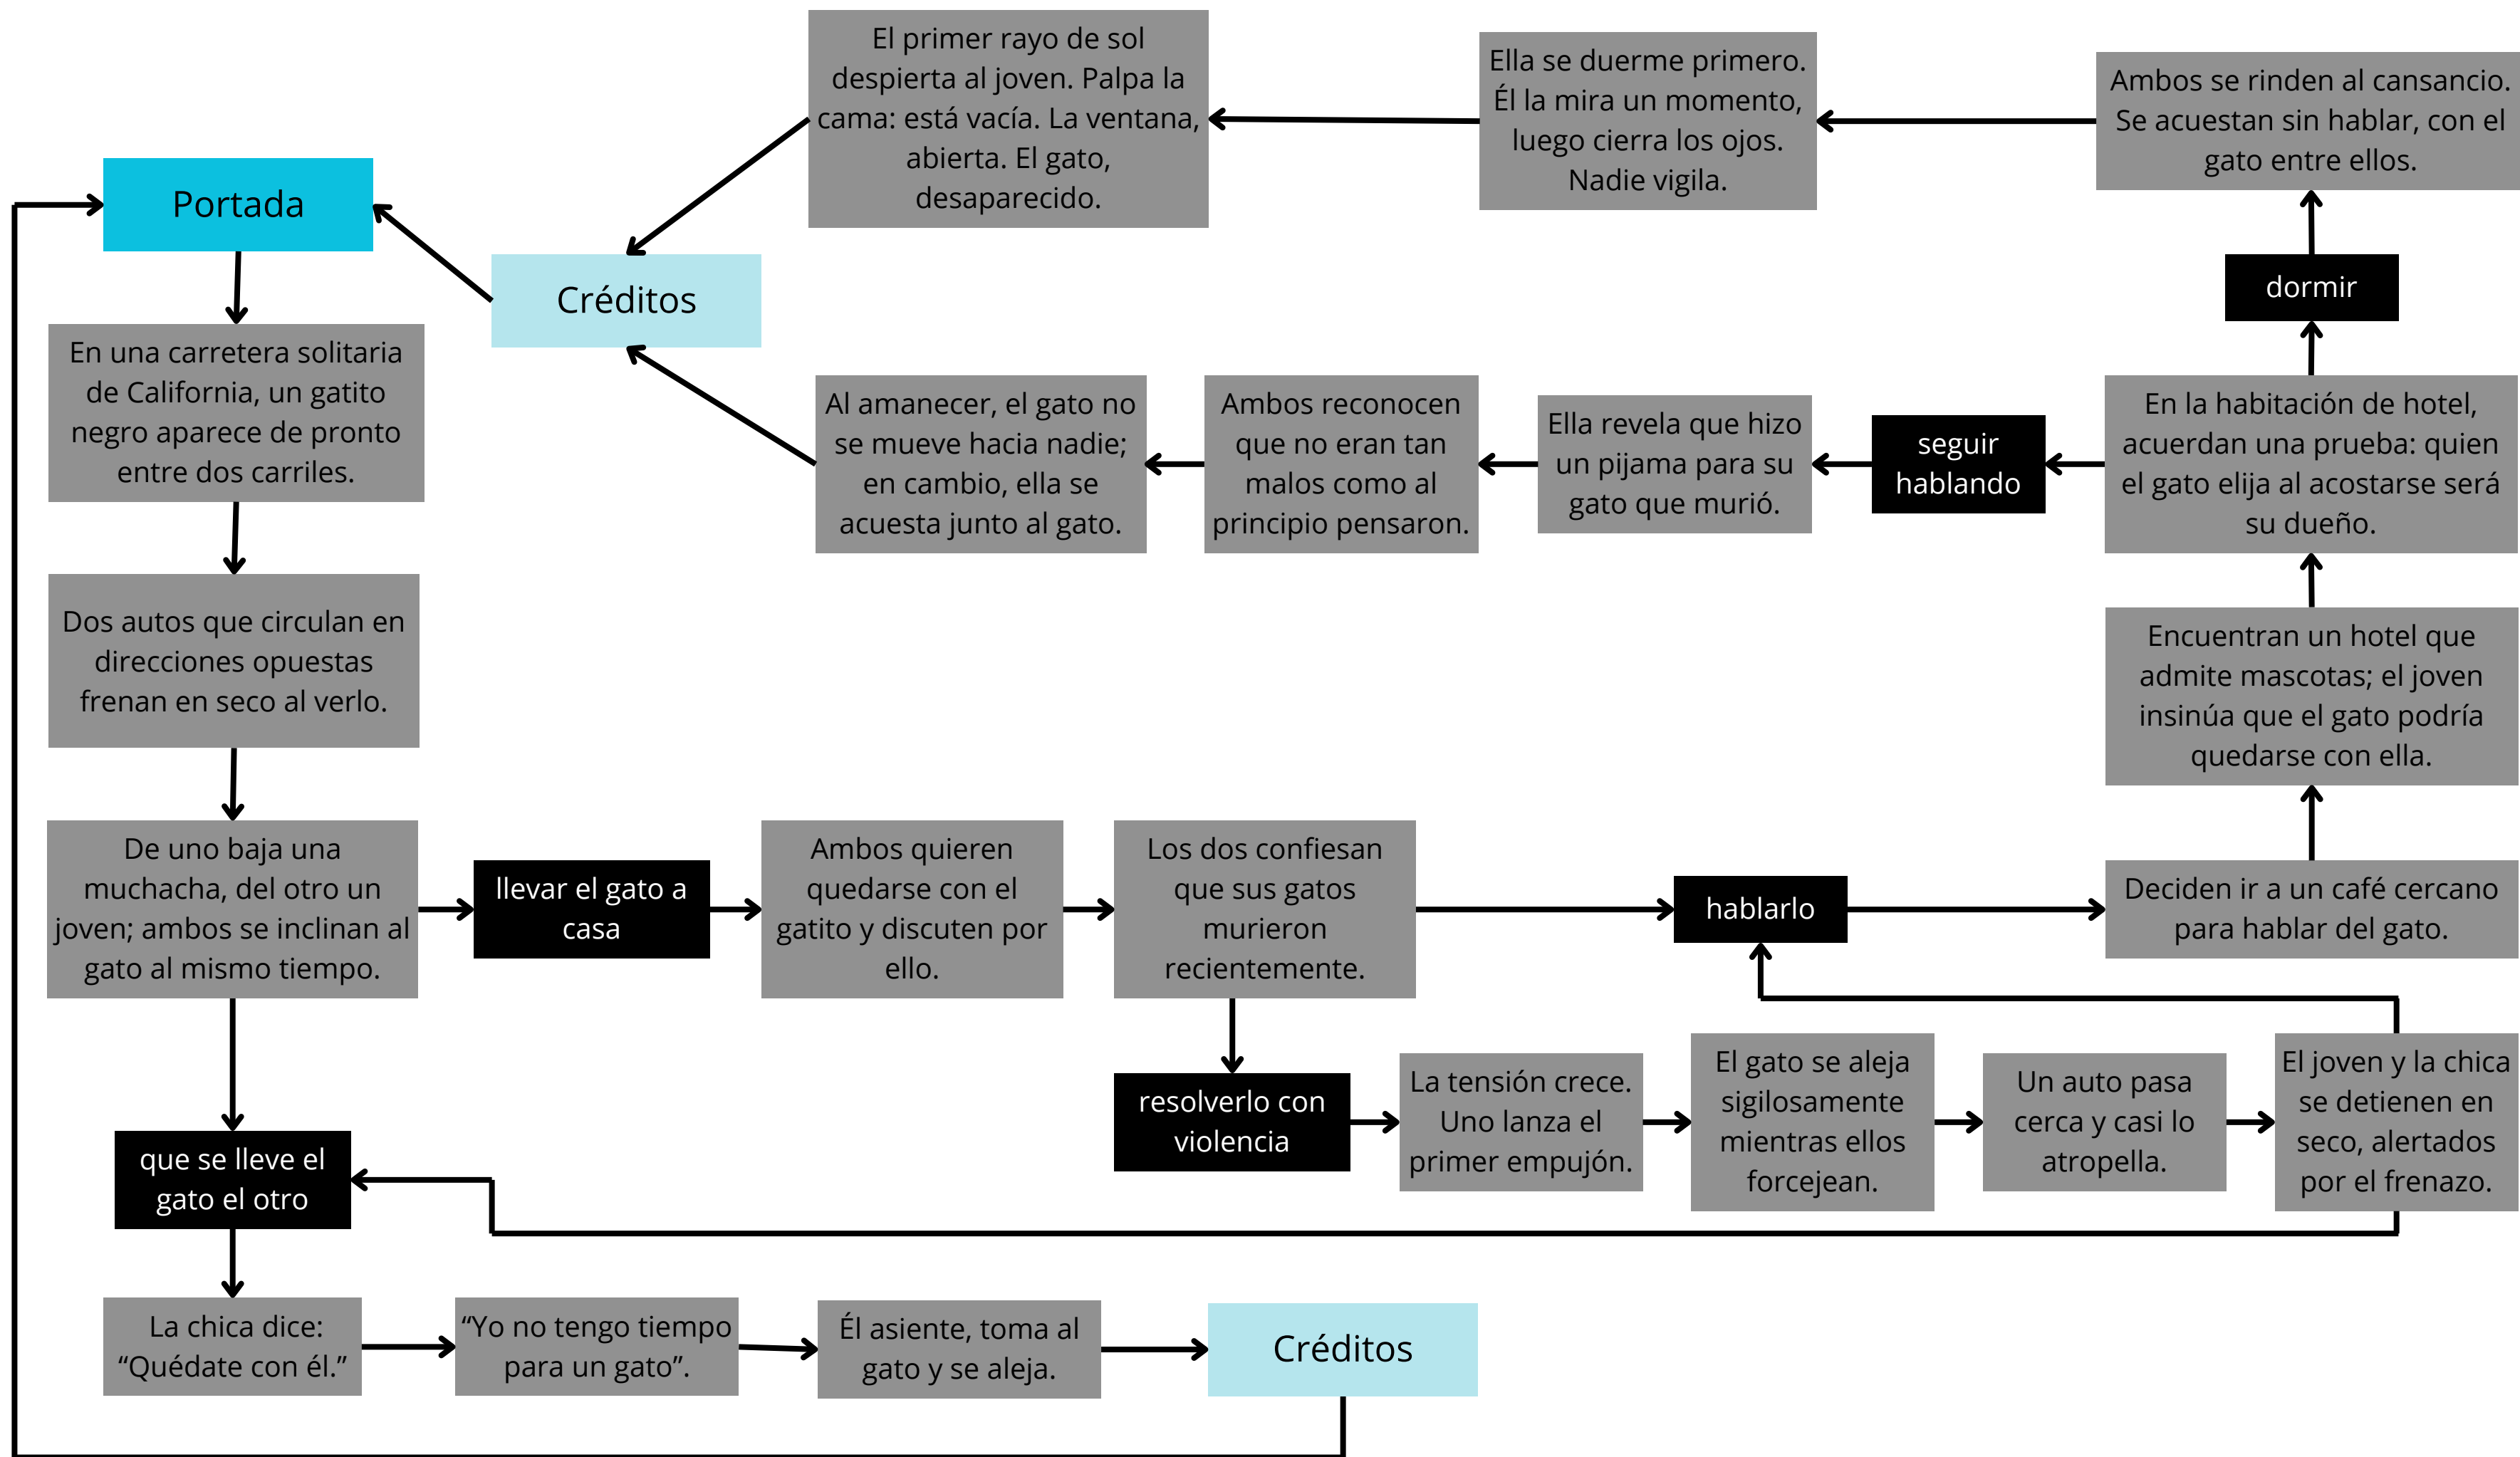 Portada
En una carretera solitaria
de California, un gatito
negro aparece de pronto
entre dos carriles.
Dos autos que circulan en
direcciones opuestas
frenan en seco al verlo.
De uno baja una
muchacha, del otro un
joven; ambos se inclinan al
gato al mismo tiempo.
llevar el gato a
casa
Ambos quieren
quedarse con el
gatito y discuten por
ello.
Los dos confiesan
que sus gatos
murieron
recientemente.
hablarlo
Deciden ir a un café cercano
para hablar del gato.
Encuentran un hotel que
admite mascotas; el joven
insinúa que el gato podría
quedarse con ella.
En la habitación de hotel,
acuerdan una prueba: quien
el gato elija al acostarse será
su dueño.
dormir
Ambos se rinden al cansancio.
Se acuestan sin hablar, con el
gato entre ellos.
Ella se duerme primero.
Él la mira un momento,
luego cierra los ojos.
Nadie vigila.
El primer rayo de sol
despierta al joven. Palpa la
cama: está vacía. La ventana,
abierta. El gato,
desaparecido.
Créditos
seguir
hablando
Ella revela que hizo
un pijama para su
gato que murió.
Ambos reconocen
que no eran tan
malos como al
principio pensaron.
Al amanecer, el gato no
se mueve hacia nadie;
en cambio, ella se
acuesta junto al gato.
resolverlo con
violencia
La tensión crece.
Uno lanza el
primer empujón.
El gato se aleja
sigilosamente
mientras ellos
forcejean.
Un auto pasa
cerca y casi lo
atropella.
El joven y la chica
se detienen en
seco, alertados
por el frenazo.
que se lleve el
gato el otro
La chica dice:
“Quédate con él.”
“Yo no tengo tiempo
para un gato”.
Él asiente, toma al
gato y se aleja.
Créditos